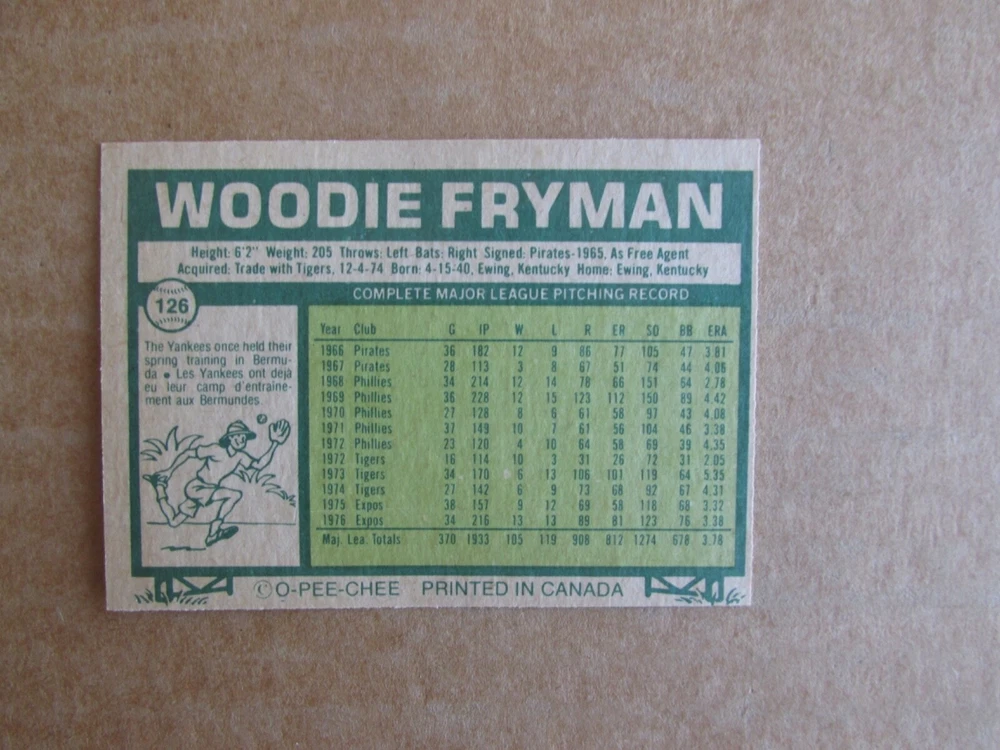 WOODIE FRYMAN
Height: 6'2" Weight: 205 Throws: Left Bats: Right Signed: Pirates-1965, As Free Agent
Acquired: Trade with Tigers, 12-4-74 Born: 4-15-40, Ewing, Kentucky Home: Ewing, Kentucky
126
The Yankees once held their
spring training in Bermu-
da • Les Yankees ont dejà
eu leur camp d'entraine-
ment aux Bermundes.
COMPLETE MAJOR LEAGUE PITCHING RECORD
Year Club G IP W L R ER SO BB ERA
1966 Pirates 36 182 12 9 86 77 105 47 3.81
1967 Pirates 28 113 3 8 67 51 74 44 4.06
1968 Phillies 34 214 12 14 78 66 151 64 2.78
1969 Phillies 36 228 12 15 123 112 150 89 4.42
1970 Phillies 27 128 8 6 61 58 97 43 4.08
1971 Phillies 37 149 10 7 61 56 104 46 3.38
1972 Phillies 23 120 4 10 64 58 69 39 4.35
1972 Tigers 16 114 10 3 31 26 72 31 2.05
1973 Tigers 34 170 6 13 106 101 119 64 5.35
1974 Tigers 27 142 6 9 73 68 92 67 4.31
1975 Expos 38 157 9 12 69 58 118 68 3.32
1976 Expos 34 216 13 13 89 81 123 76 3.38
Maj. Lea. Totals 370 1933 105 119 908 812 1274 678 3.78
©O-PEE-CHEE PRINTED IN CANADA